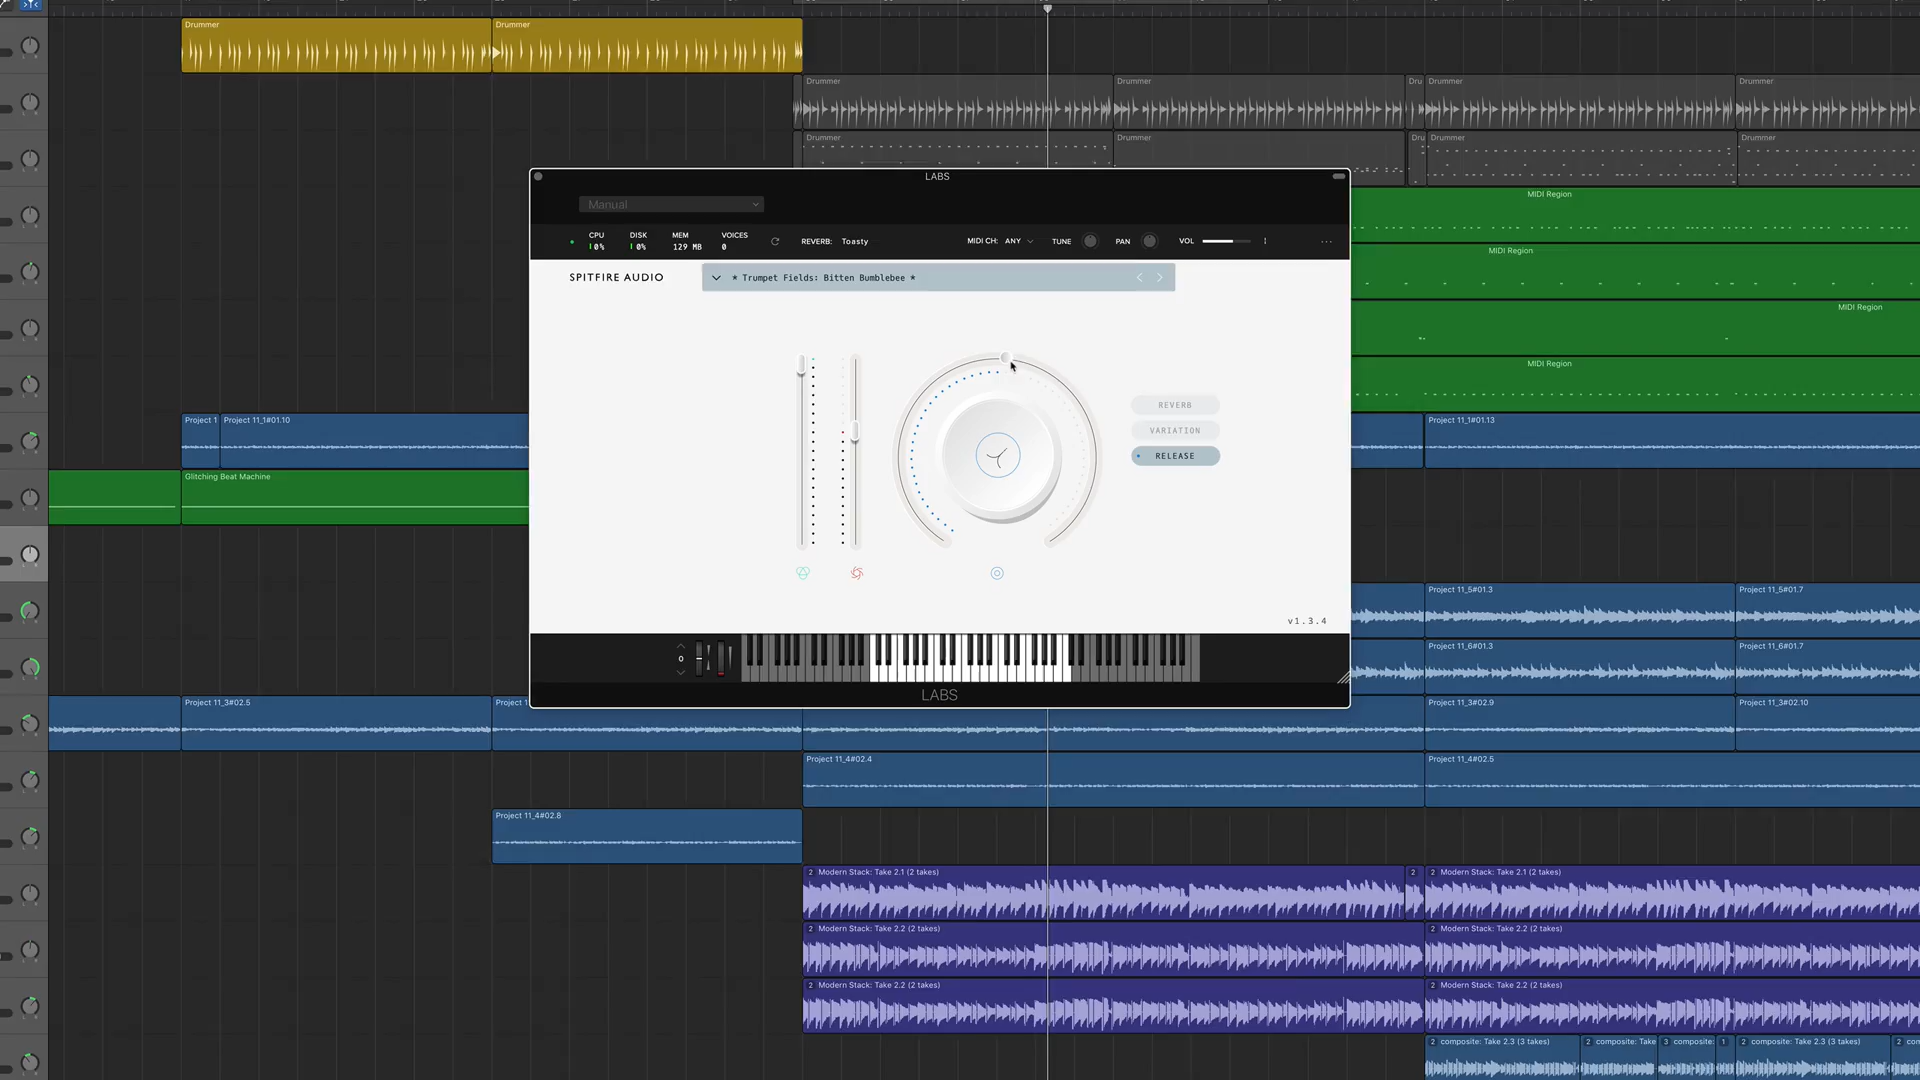 Drummer
Drummer
Drummer
Drummer
Dru
Drummer
Drummer
Drummer
Drummer
Dru
Drummer
Drummer
LABS
Manual
MIDI Region
CPU
DISK
MEM
VOICES
0%
0%
129 MB
0
REVERB: Toasty
MIDI CH: ANY
TUNE
PAN
VOL
MIDI Region
SPITFIRE AUDIO
* Trumpet Fields: Bitten Bumblebee *
MIDI Region
MIDI Region
REVERB
VARIATION
RELEASE
Project 1
Project 11_1#01.10
Project 11_1#01.13
Glitching Beat Machine
Project 11_5#01.3
Project 11_5#01.7
v1.3.4
Project 11_6#01.3
Project 11_6#01.7
0
LABS
Project 11_3#02.5
Project 1
Project 11_3#02.9
Project 11_3#02.10
Project 11_4#02.4
Project 11_4#02.5
Project 11_4#02.8
2 Modern Stack: Take 2.1 (2 takes)
2
2 Modern Stack: Take 2.1 (2 takes)
2 Modern Stack: Take 2.2 (2 takes)
2 Modern Stack: Take 2.2 (2 takes)
2 Modern Stack: Take 2.2 (2 takes)
2 Modern Stack: Take 2.2 (2 takes)
2 composite: Take 2.3 (3 takes)
2 composite: Take
3 composite:
1
2 composite: Take 2.3 (3 takes)
2 con